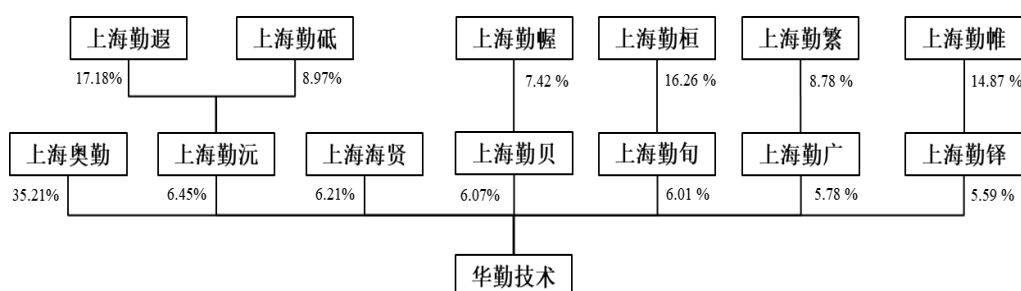 上海勤遐
上海勤砥
上海勤幄
上海勤桓
上海勤繁
上海勤帷
17.18%
8.97%
7.42 %
16.26 %
8.78 %
14.87 %
上海奥勤
上海勤沅
上海海贤
上海勤贝
上海勤旬
上海勤广
上海勤铎
35.21%
6.45%
6.21%
6.07%
6.01 %
5.78 %
5.59 %
华勤技术